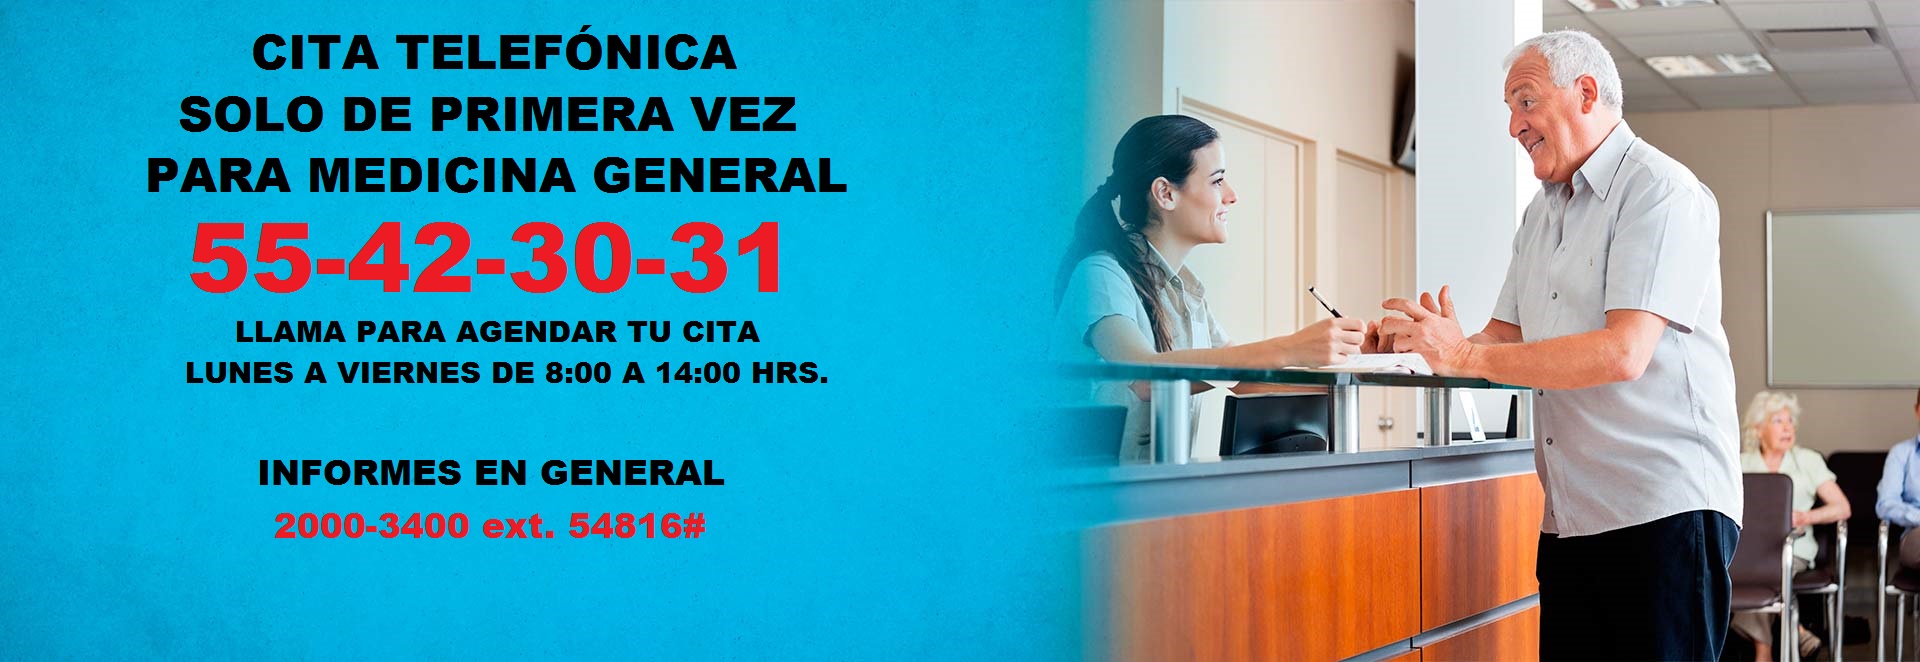 CITA TELEFÓNICA
SOLO DE PRIMERA VEZ
PARA MEDICINA GENERAL
55-42-30-31
LLAMA PARA AGENDAR TU CITA
LUNES A VIERNES DE 8:00 A 14:00 HRS.
INFORMES EN GENERAL
2000-3400 ext. 54816#